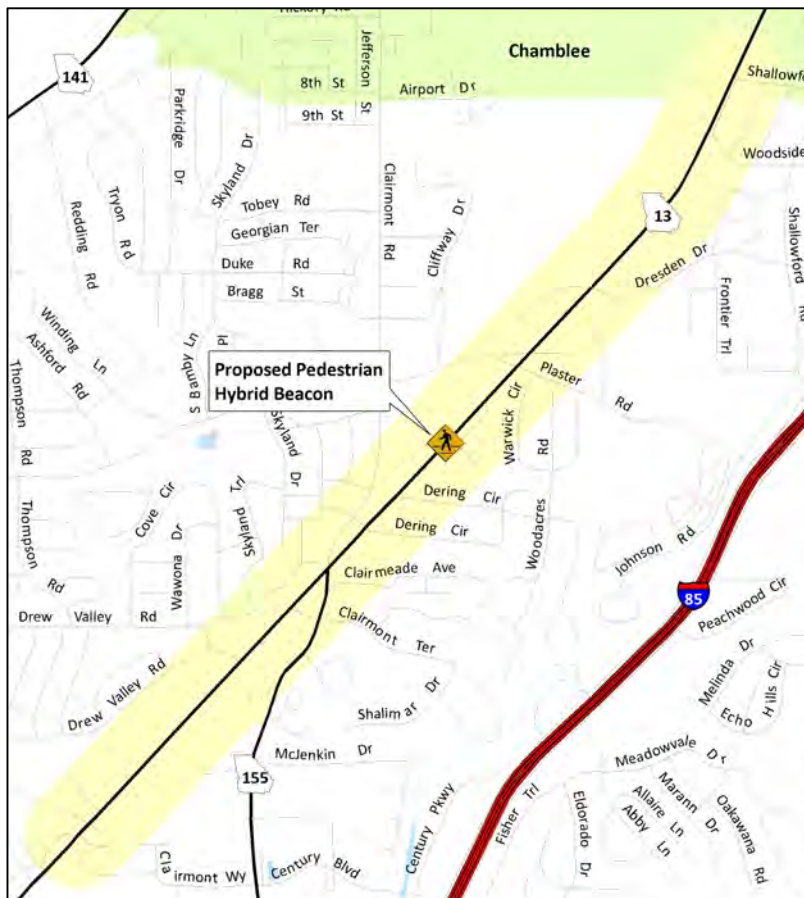 Hickory Rd
Chamblee
141
Jefferson St
8th St
Airport Dr
9th St
Shallowfo
Parkridge Dr
Skyland Dr
Woodside
Tryon Rd
Redding Rd
Tobey Rd
Clairmont Rd
Cliffway Dr
13
Georgian Ter
Shallowford Rd
Duke Rd
Dresden Dr
Bragg St
Frontier Trl
Winding Ln
Ashford Rd
S Bamby Ln
Pl
Proposed Pedestrian
Hybrid Beacon
Plaster Rd
Thompson Rd
Warwick Cir
Skyland Dr
Dering Cir
Woodacres Rd
Cove Cir
Skyland Trl
Dering Cir
Thompson Rd
Wawona Dr
Johnson Rd
Clairmeade Ave
85
Peachwood Cir
Drew Valley Rd
Clairmont Ter
Melinda Dr
Echo Hills Cir
Drew Valley Rd
Shalimar Dr
McJenkin Dr
155
Meadowvale Dr
Century Pkwy
Fisher Trl
Eldorado Dr
Marann Dr
Allaire Ln
Abby Ln
Oakawana Rd
Clairmont Wy
Century Blvd